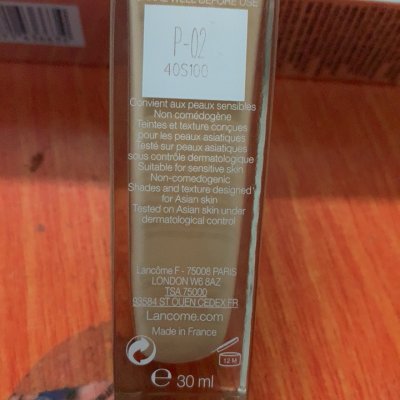 WELL BEFORE USE
P-02
40S100
Convient aux peaux sensibles
Non comédogène
Teintes et texture conçues
pour les peaux asiatiques
Testé sur peaux asiatiques
sous contrôle dermatologique
Suitable for sensitive skin
Non-comedogenic
Shades and texture designed
for Asian skin
Tested on Asian skin under
dermatological control
Lancôme F - 75008 PARIS
LONDON W6 8AZ
TSA 75000
93584 ST OUEN CEDEX FR
Lancome.com
Made in France
12 M
e 30 ml